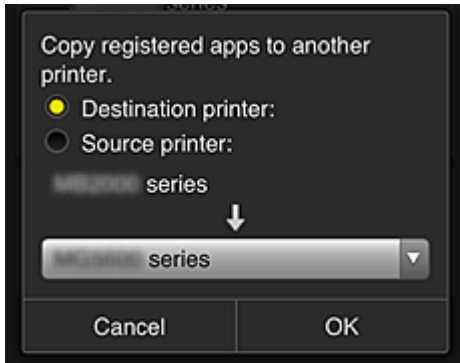 Copy registered apps to another
printer.
Destination printer:
Source printer:
series
series
Cancel OK